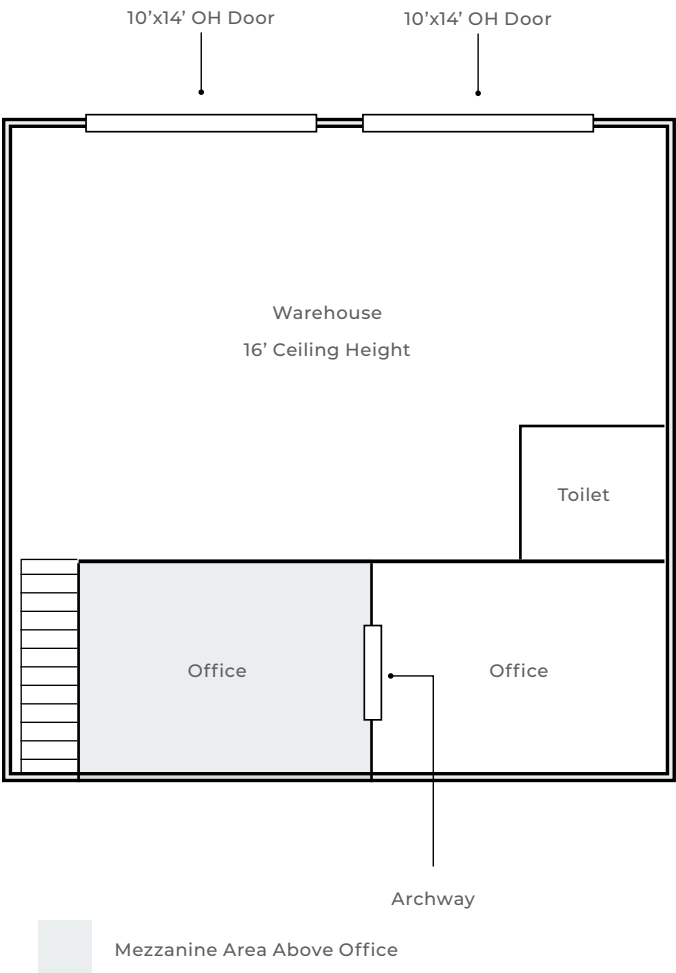 10’x14’ OH Door
10’x14’ OH Door
Warehouse
16’ Ceiling Height
Toilet
Office
Office
Archway
Mezzanine Area Above Office